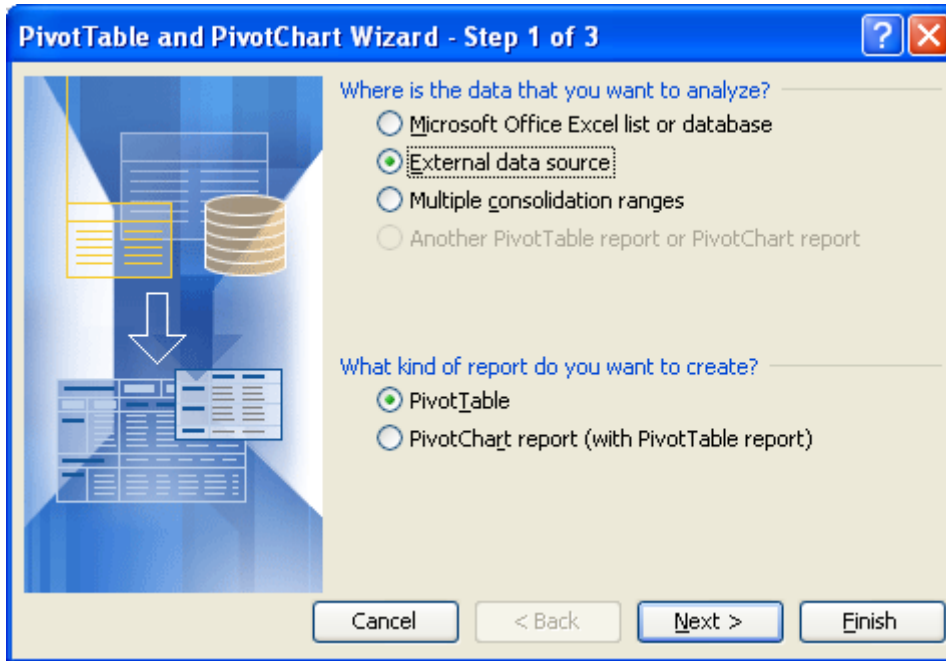 PivotTable and PivotChart Wizard - Step 1 of 3
Where is the data that you want to analyze?
Microsoft Office Excel list or database
External data source
Multiple consolidation ranges
Another PivotTable report or PivotChart report
What kind of report do you want to create?
PivotTable
PivotChart report (with PivotTable report)
Cancel
< Back
Next >
Finish